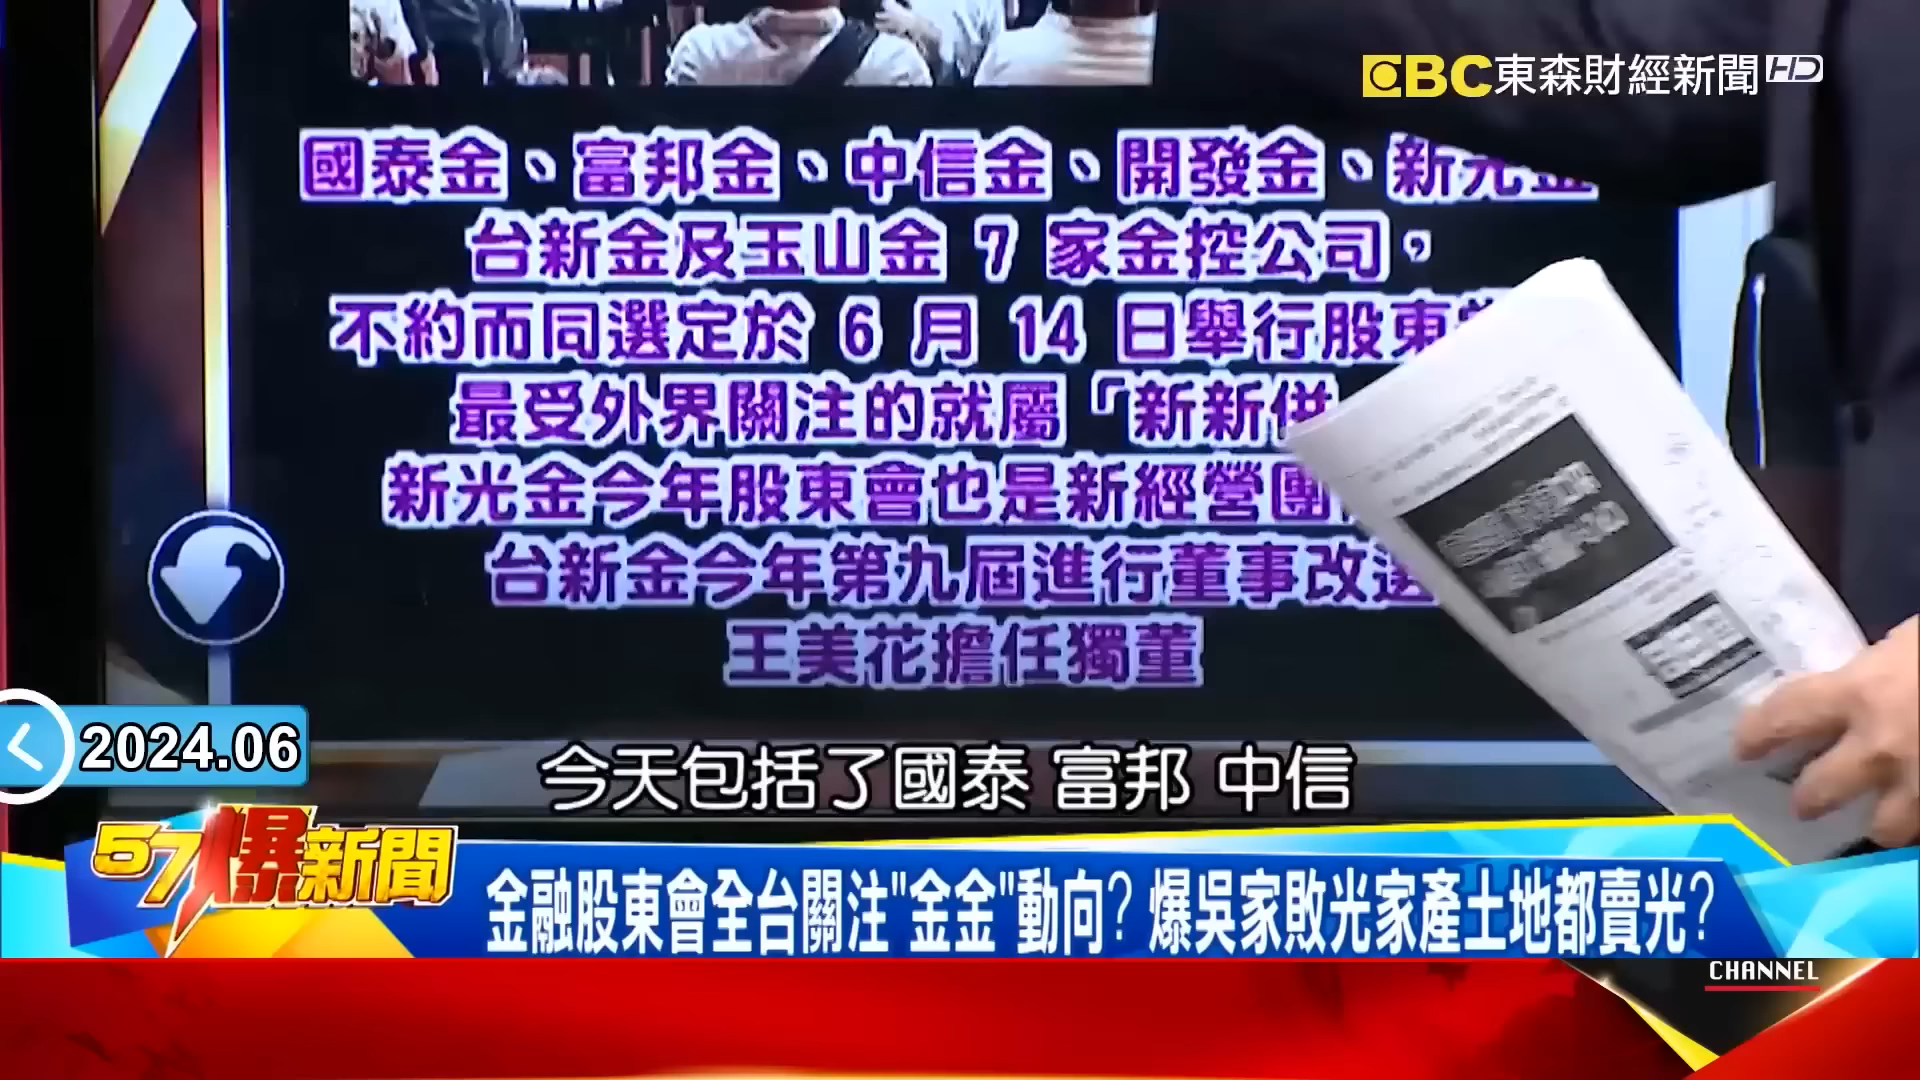 EBC東森財經新聞HD
國泰金、富邦金、中信金、開發金、新光金
台新金及玉山金 7 家金控公司，
不約而同選定於 6 月 14 日舉行股東
最受外界關注的就屬「新新併
新光金今年股東會也是新經營團
台新金今年第九屆進行董事改選
王美花擔任獨董
2024.06
今天包括了國泰 富邦 中信
57爆新聞
金融股東會全台關注"金金"動向? 爆吳家敗光家產土地都賣光?
CHANNEL